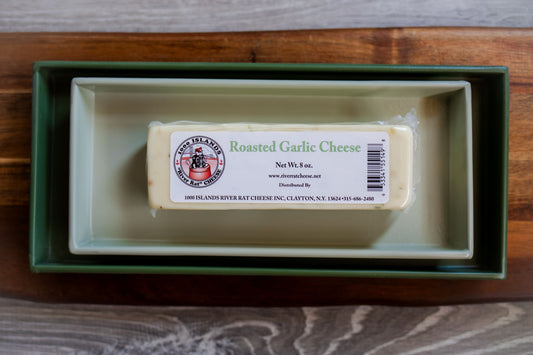 1000 ISLANDS
"River Rat" CHEESE
Roasted Garlic Cheese
Net Wt. 8 oz.
www.riverratcheese.net
Distributed By
1000 ISLANDS RIVER RAT CHEESE INC, CLAYTON, N.Y. 13624 •315-686-2480